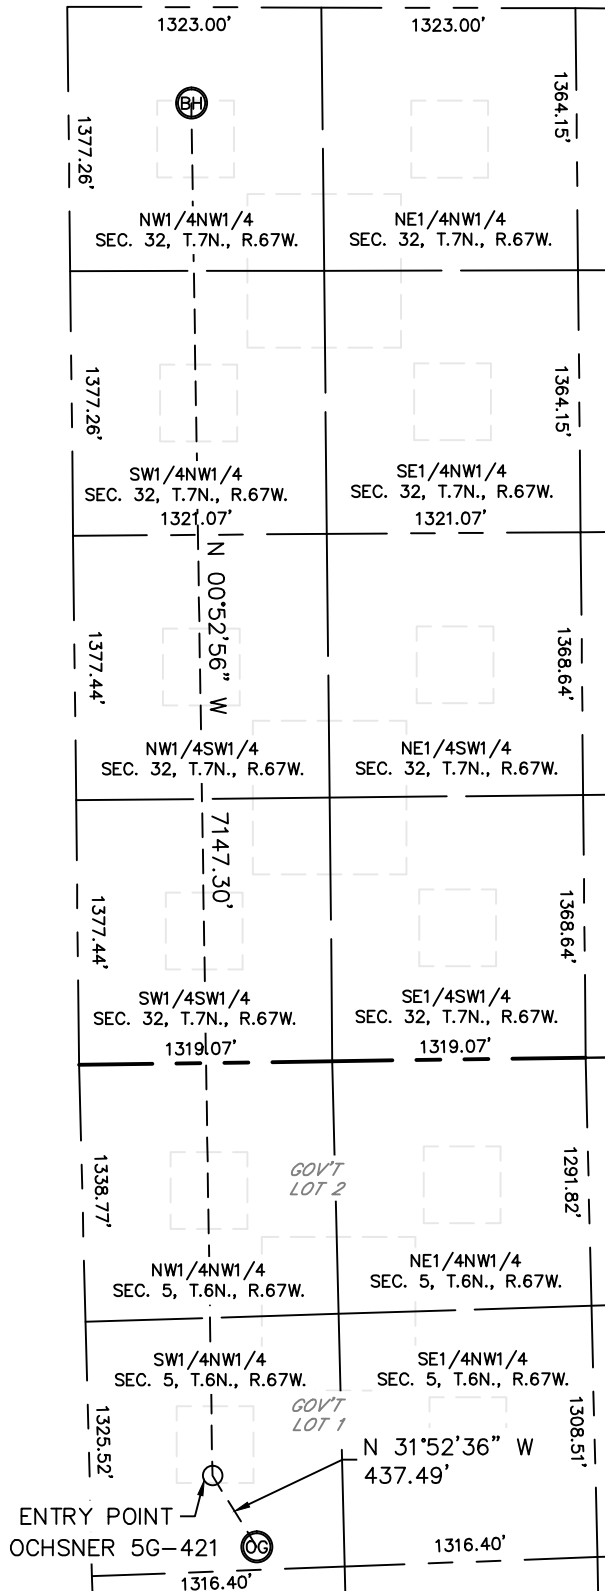 1323.00'
1323.00'
BH
1377.26'
1364.15'
NW1/4NW1/4
SEC. 32, T.7N., R.67W.
NE1/4NW1/4
SEC. 32, T.7N., R.67W.
1377.26'
1364.15'
SW1/4NW1/4
SEC. 32, T.7N., R.67W.
1321.07'
SE1/4NW1/4
SEC. 32, T.7N., R.67W.
1321.07'
N 00°52'56" W
1377.44'
1368.64'
NW1/4SW1/4
SEC. 32, T.7N., R.67W.
NE1/4SW1/4
SEC. 32, T.7N., R.67W.
7147.30'
1377.44'
1368.64'
SW1/4SW1/4
SEC. 32, T.7N., R.67W.
1319.07'
SE1/4SW1/4
SEC. 32, T.7N., R.67W.
1319.07'
1338.77'
GOV'T
LOT 2
1291.82'
NW1/4NW1/4
SEC. 5, T.6N., R.67W.
NE1/4NW1/4
SEC. 5, T.6N., R.67W.
SW1/4NW1/4
SEC. 5, T.6N., R.67W.
SE1/4NW1/4
SEC. 5, T.6N., R.67W.
1325.52'
GOV'T
LOT 1
1308.51'
N 31°52'36" W
437.49'
ENTRY POINT
OCHSNER 5G-421
OG
1316.40'
1316.40'